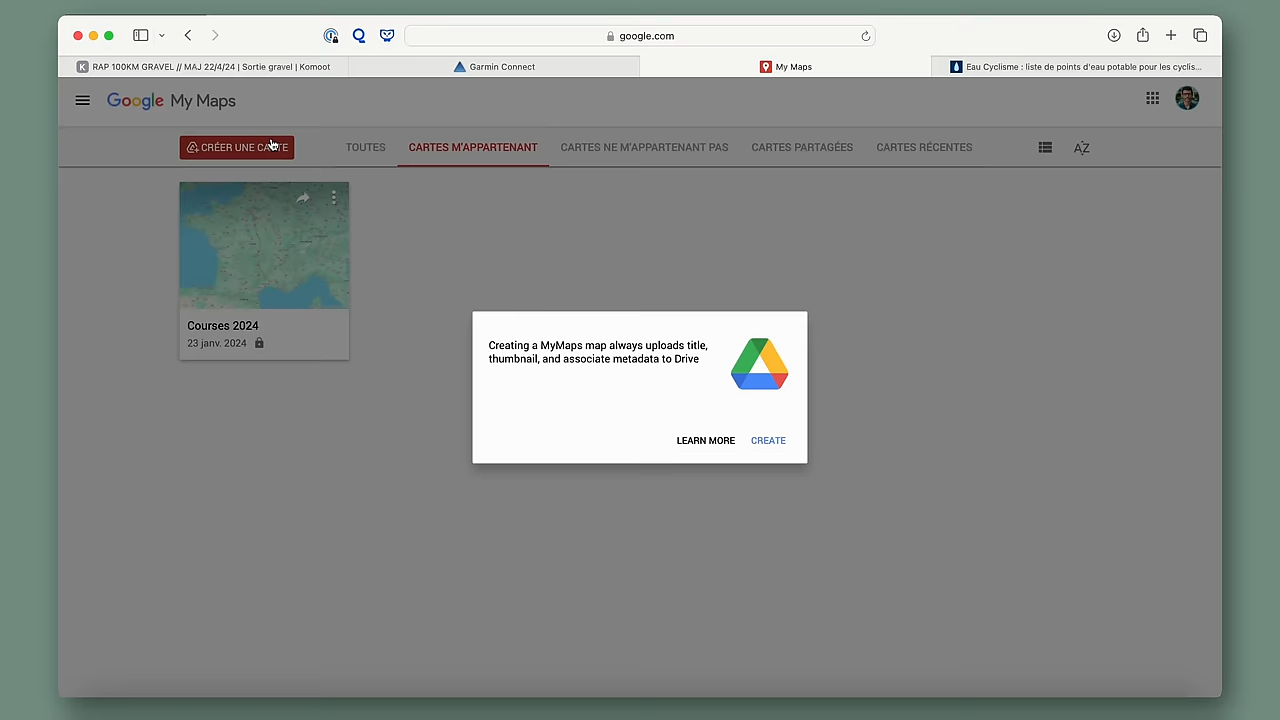 google.com
RAP 100KM GRAVEL // MAJ 22/4/24 | Sortie gravel | Komoot
Garmin Connect
My Maps
Eau Cyclisme : liste de points d'eau potable pour les cyclis...
Google My Maps
CRÉER UNE CARTE
TOUTES
CARTES M'APPARTENANT
CARTES NE M'APPARTENANT PAS
CARTES PARTAGÉES
CARTES RÉCENTES
Courses 2024
23 janv. 2024
Creating a MyMaps map always uploads title,
thumbnail, and associate metadata to Drive
LEARN MORE
CREATE